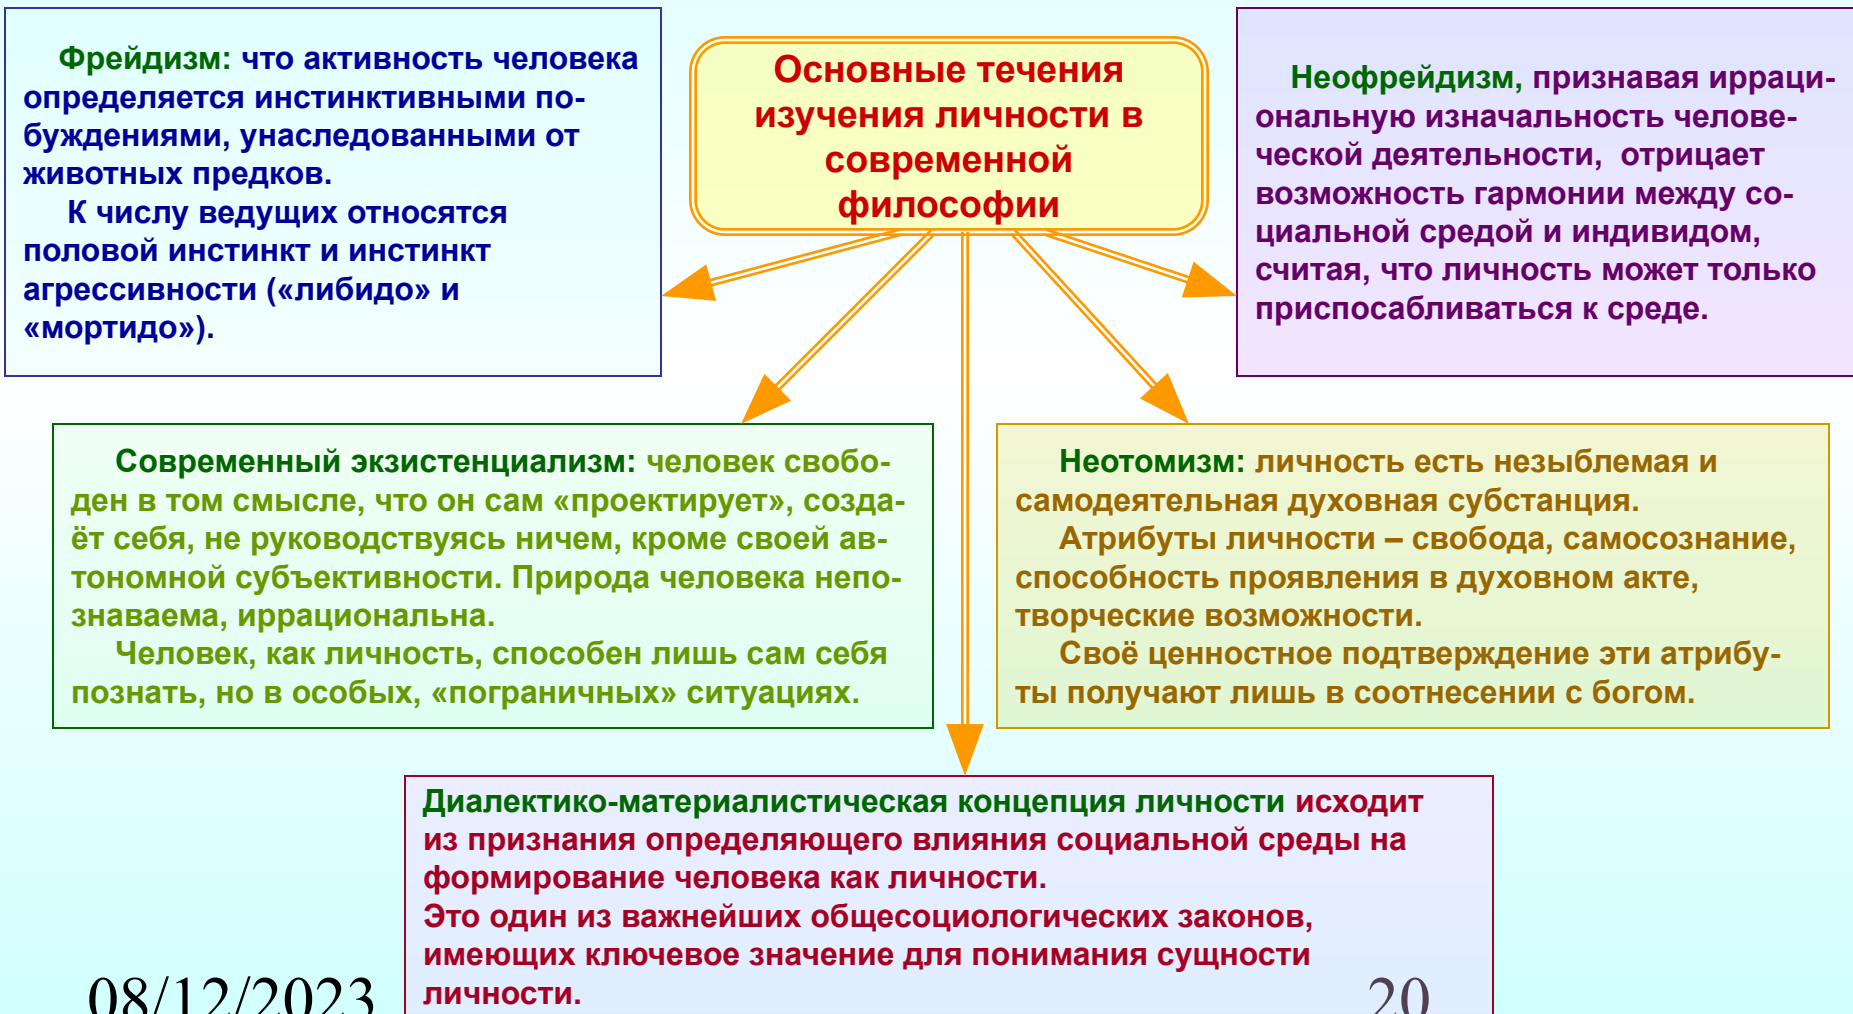 Основные течения
изучения личности в
современной
философии
Фрейдизм: что активность человека
определяется инстинктивными по-
буждениями, унаследованными от
животных предков.
К числу ведущих относятся
половой инстинкт и инстинкт
агрессивности («либидо» и
«мортидо»).
Неофрейдизм, признавая ирраци-
ональную изначальность челове-
ческой деятельности, отрицает
возможность гармонии между со-
циальной средой и индивидом,
считая, что личность может только
приспосабливаться к среде.
Современный экзистенциализм: человек свобо-
ден в том смысле, что он сам «проектирует», созда-
ёт себя, не руководствуясь ничем, кроме своей ав-
тономной субъективности. Природа человека непо-
знаваема, иррациональна.
Человек, как личность, способен лишь сам себя
познать, но в особых, «пограничных» ситуациях.
Неотомизм: личность есть незыблемая и
самодеятельная духовная субстанция.
Атрибуты личности – свобода, самосознание,
способность проявления в духовном акте,
творческие возможности.
Своё ценностное подтверждение эти атрибу-
ты получают лишь в соотнесении с богом.
Диалектико-материалистическая концепция личности исходит
из признания определяющего влияния социальной среды на
формирование человека как личности.
Это один из важнейших общесоциологических законов,
имеющих ключевое значение для понимания сущности
личности.
08/12/2023
20